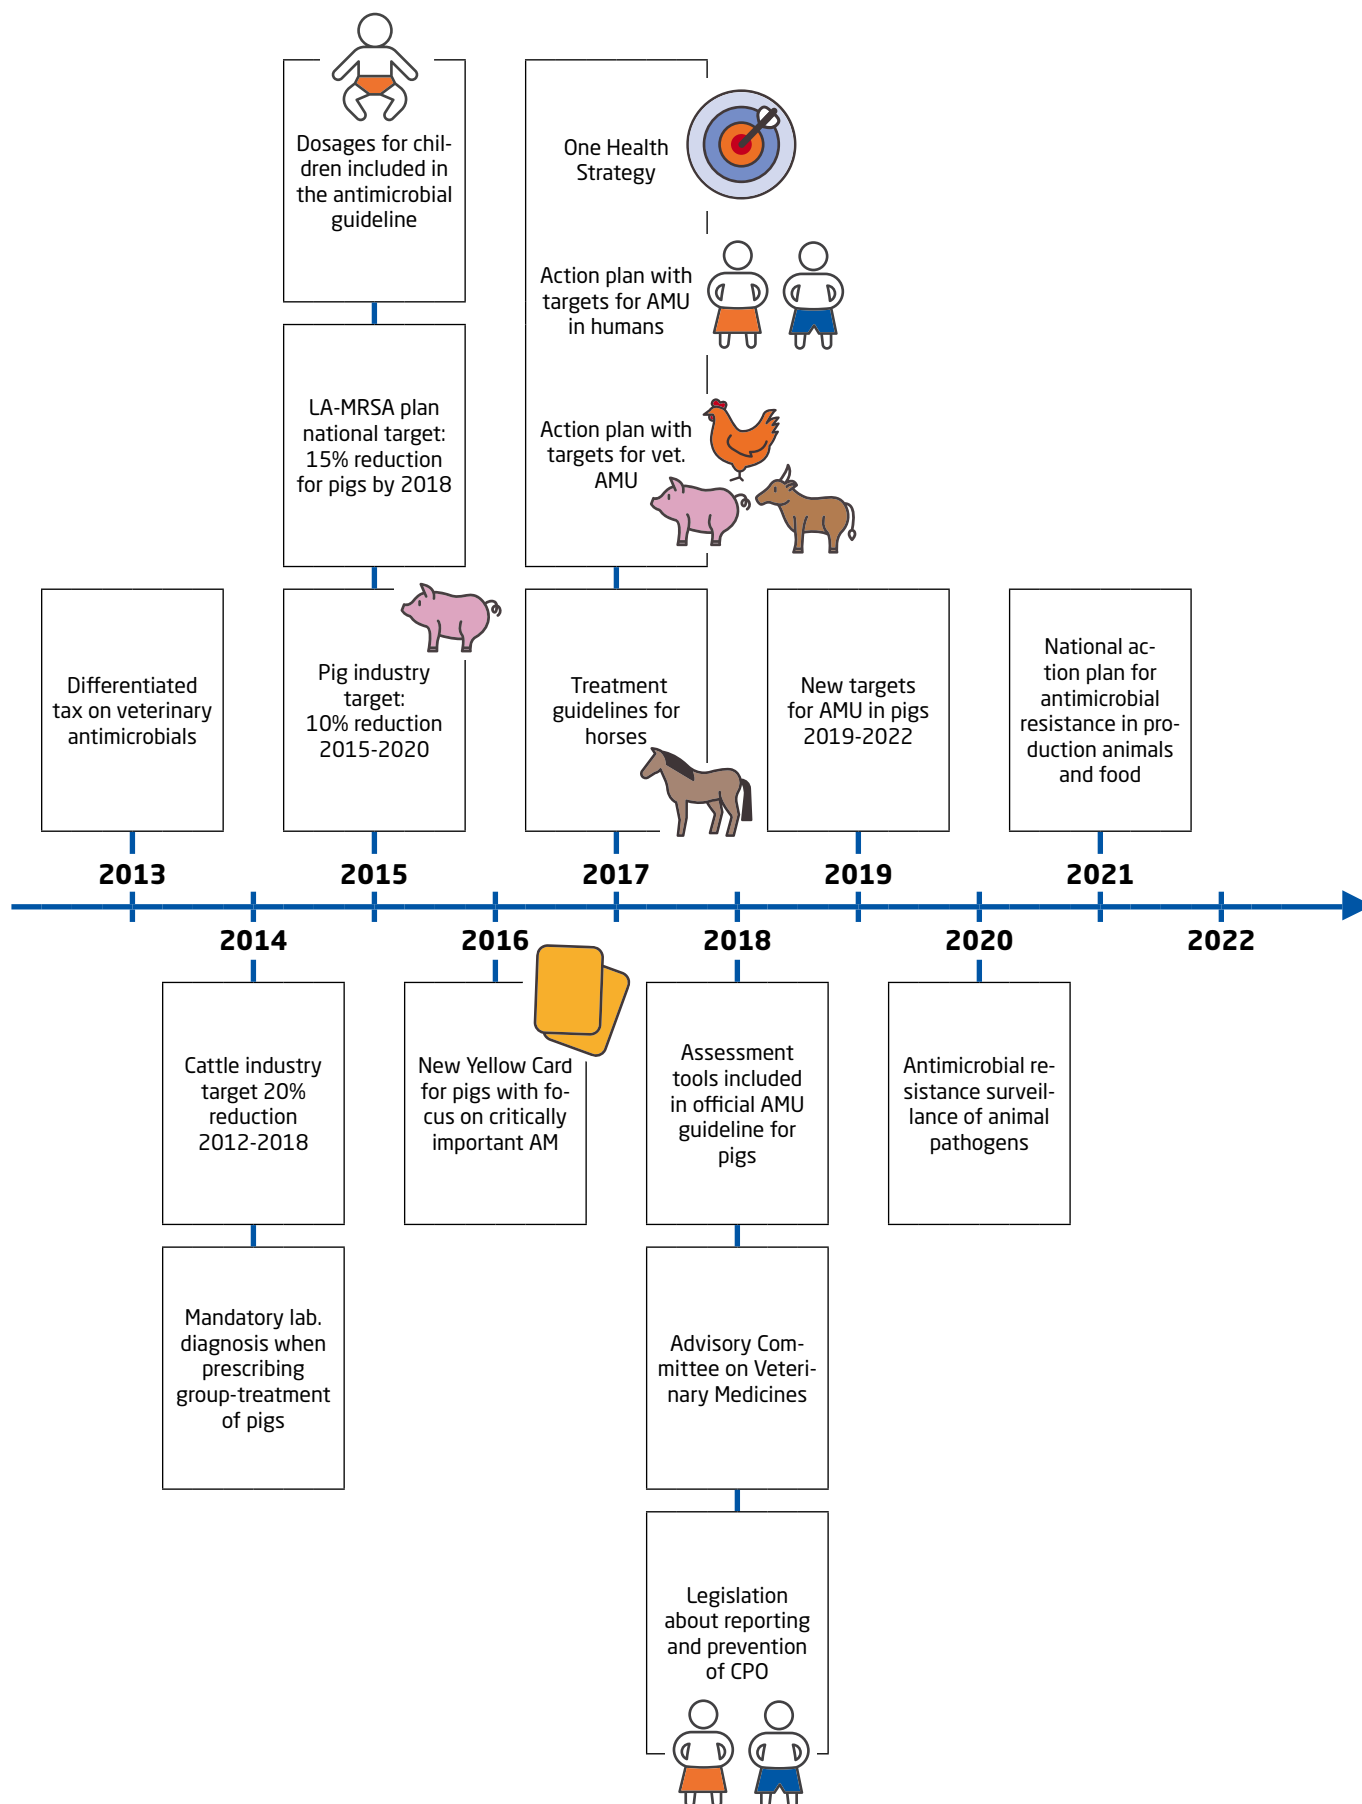 Dosages for chil-
dren included in
the antimicrobial
guideline
LA-MRSA plan
national target:
15% reduction
for pigs by 2018
One Health
Strategy
Action plan with
targets for AMU
in humans
Action plan with
targets for vet.
AMU
Differentiated
tax on veterinary
antimicrobials
Pig industry
target:
10% reduction
2015-2020
Treatment
guidelines for
horses
New targets
for AMU in pigs
2019-2022
National ac-
tion plan for
antimicrobial
resistance in pro-
duction animals
and food
2013
2015
2017
2019
2021
2014
2016
2018
2020
2022
Cattle industry
target 20%
reduction
2012-2018
Mandatory lab.
diagnosis when
prescribing
group-treatment
of pigs
New Yellow Card
for pigs with fo-
cus on critically
important AM
Assessment
tools included
in official AMU
guideline for
pigs
Advisory Com-
mittee on Veteri-
nary Medicines
Legislation
about reporting
and prevention
of CPO
Antimicrobial re-
sistance surveil-
lance of animal
pathogens